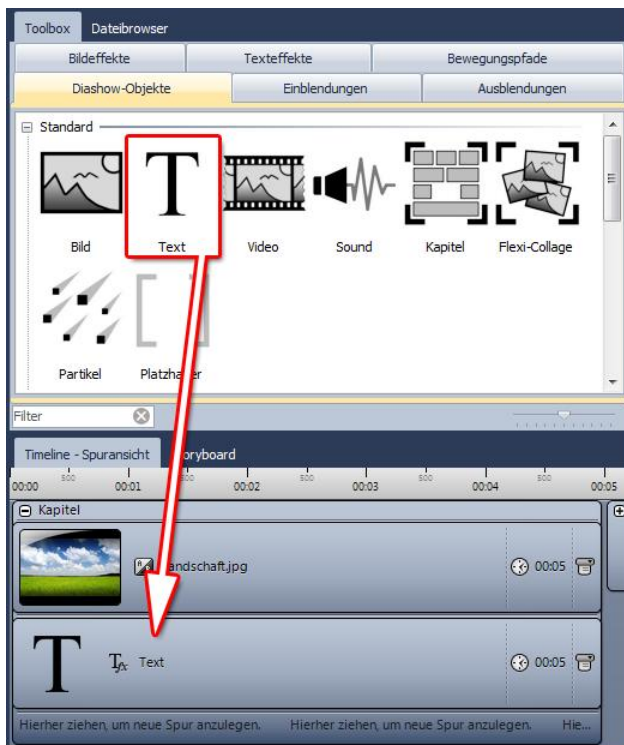 Toolbox Dateibrowser
Bildeffekte Texteffekte Bewegungspfade
Diashow-Objekte Einblendungen Ausblendungen
Standard
T
Bild Text Video Sound Kapitel Flexi-Collage
Partikel
Filter
Timeline - Spuransicht
00:00 500 00:01 500 00:02 500 00:03 500 00:04 500 00:05
Kapitel
00:05
T Tfx Text 00:05
Hierher ziehen, um neue Spur anzulegen. Hierher ziehen, um neue Spur anzulegen. Hie...